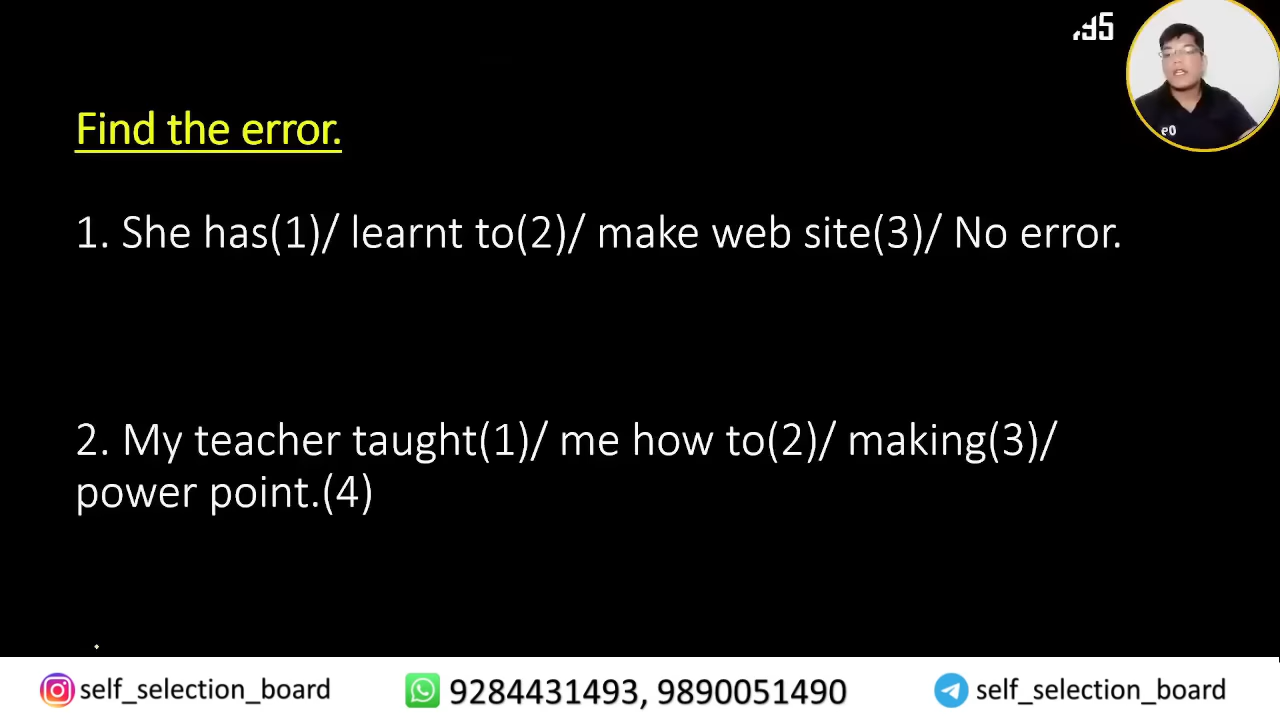 Find the error.
1. She has(1)/ learnt to(2)/ make web site(3)/ No error.
2. My teacher taught(1)/ me how to(2)/ making(3)/
power point.(4)
self_selection_board
9284431493, 9890051490
self_selection_board